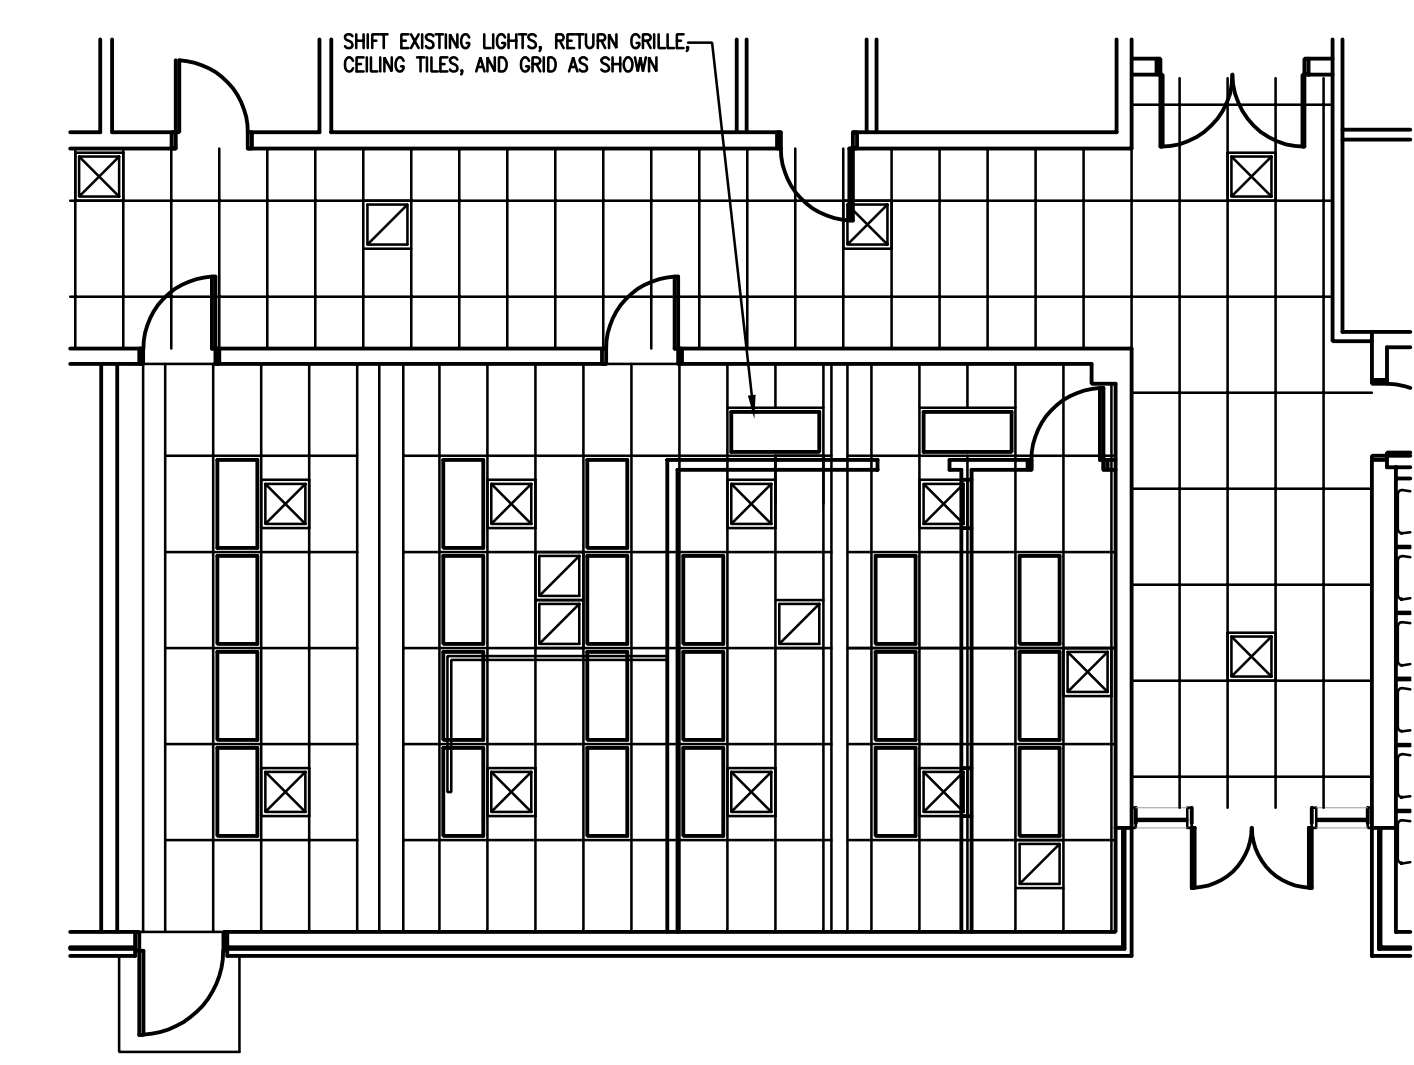 SHIFT EXISTING LIGHTS, RETURN GRILLE,
CEILING TILES, AND GRID AS SHOWN